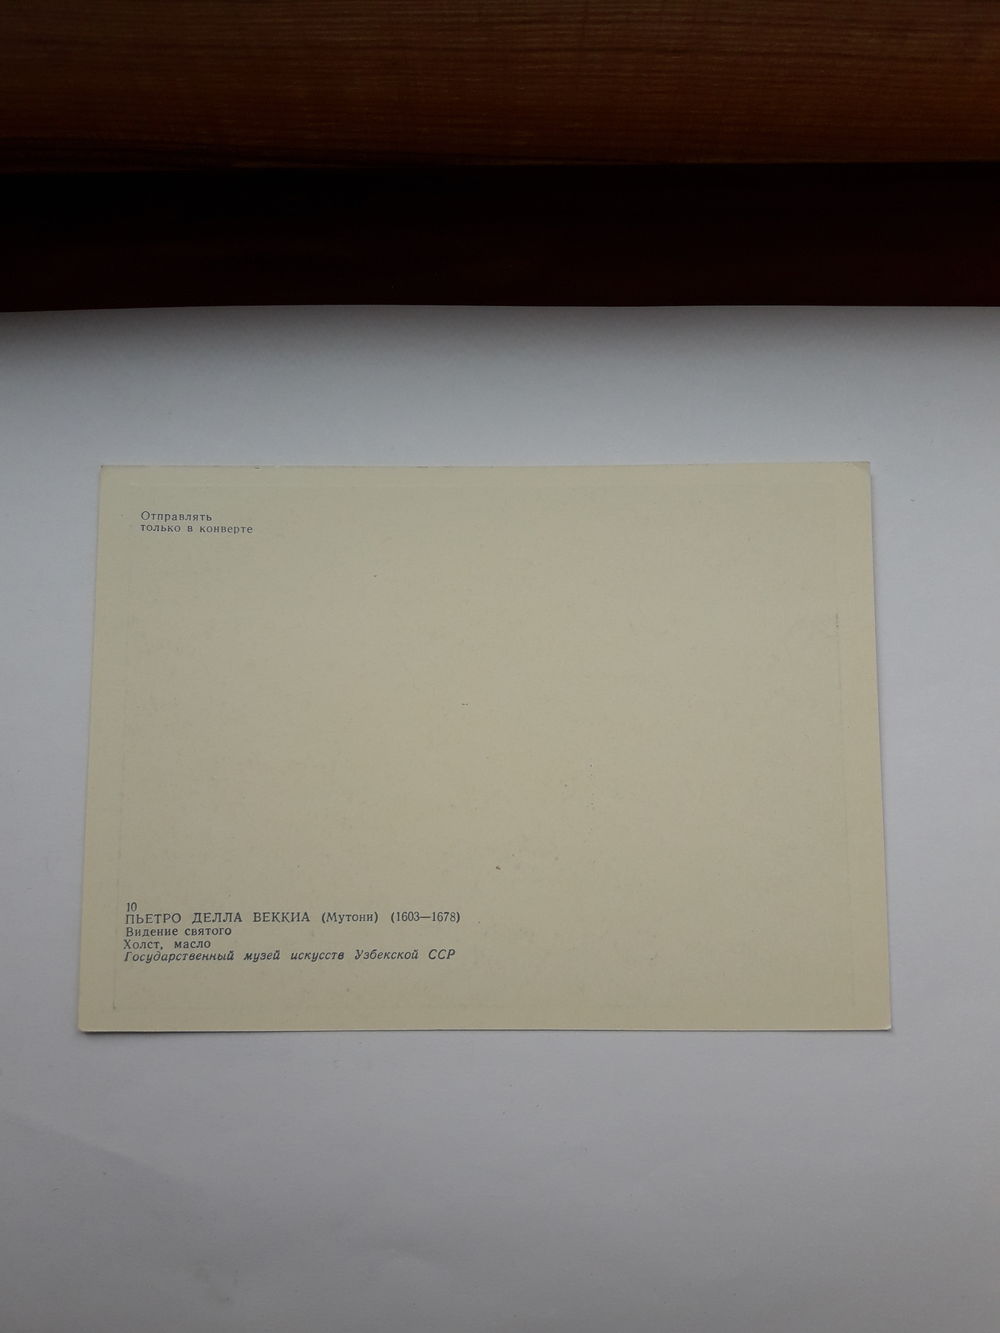 Отправлять
только в конверте
10
ПЬЕТРО ДЕЛЛА ВЕККИА (Мутони) (1603—1678)
Видение святого
Холст, масло
Государственный музей искусств Узбекской ССР